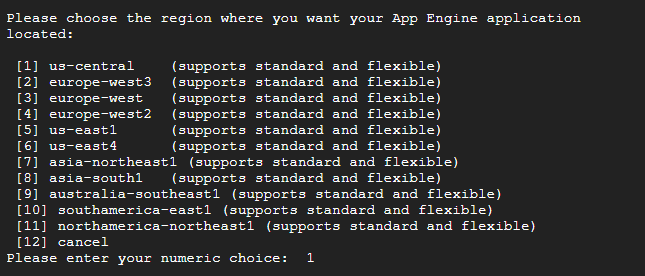 Please choose the region where you want your App Engine application
located:
[1] us-central    (supports standard and flexible)
[2] europe-west3  (supports standard and flexible)
[3] europe-west   (supports standard and flexible)
[4] europe-west2  (supports standard and flexible)
[5] us-east1      (supports standard and flexible)
[6] us-east4      (supports standard and flexible)
[7] asia-northeast1 (supports standard and flexible)
[8] asia-south1   (supports standard and flexible)
[9] australia-southeast1 (supports standard and flexible)
[10] southamerica-east1 (supports standard and flexible)
[11] northamerica-northeast1 (supports standard and flexible)
[12] cancel
Please enter your numeric choice:  1